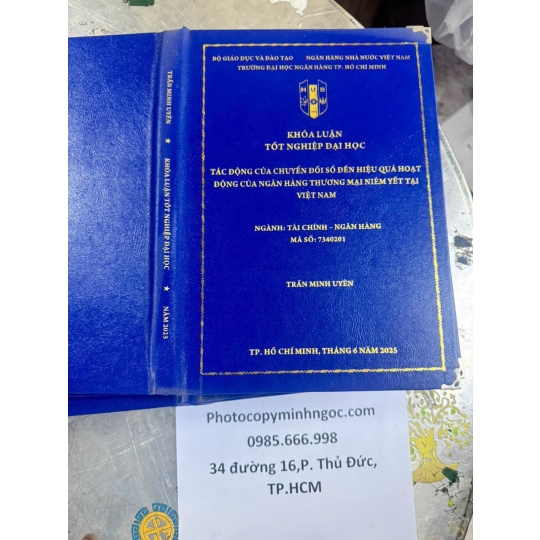 BỘ GIÁO DỤC VÀ ĐÀO TẠO NGÂN HÀNG NHÀ NƯỚC VIỆT NAM
TRƯỜNG ĐẠI HỌC NGÂN HÀNG TP. HỒ CHÍ MINH
HUB
KHÓA LUẬN
TỐT NGHIỆP ĐẠI HỌC
TÁC ĐỘNG CỦA CHUYỂN ĐỔI SỐ ĐẾN HIỆU QUẢ HOẠT
ĐỘNG CỦA NGÂN HÀNG THƯƠNG MẠI NIÊM YẾT TẠI
VIỆT NAM
NGÀNH: TÀI CHÍNH – NGÂN HÀNG
MÃ SỐ: 7340201
TRẦN MINH UYÊN
TP. HỒ CHÍ MINH, THÁNG 6 NĂM 2025
TRẦN MINH UYÊN ★ KHÓA LUẬN TỐT NGHIỆP ĐẠI HỌC ★ NĂM 2025
Photocopyminhngoc.com
0985.666.998
34 đường 16,P. Thủ Đức,
TP.HCM